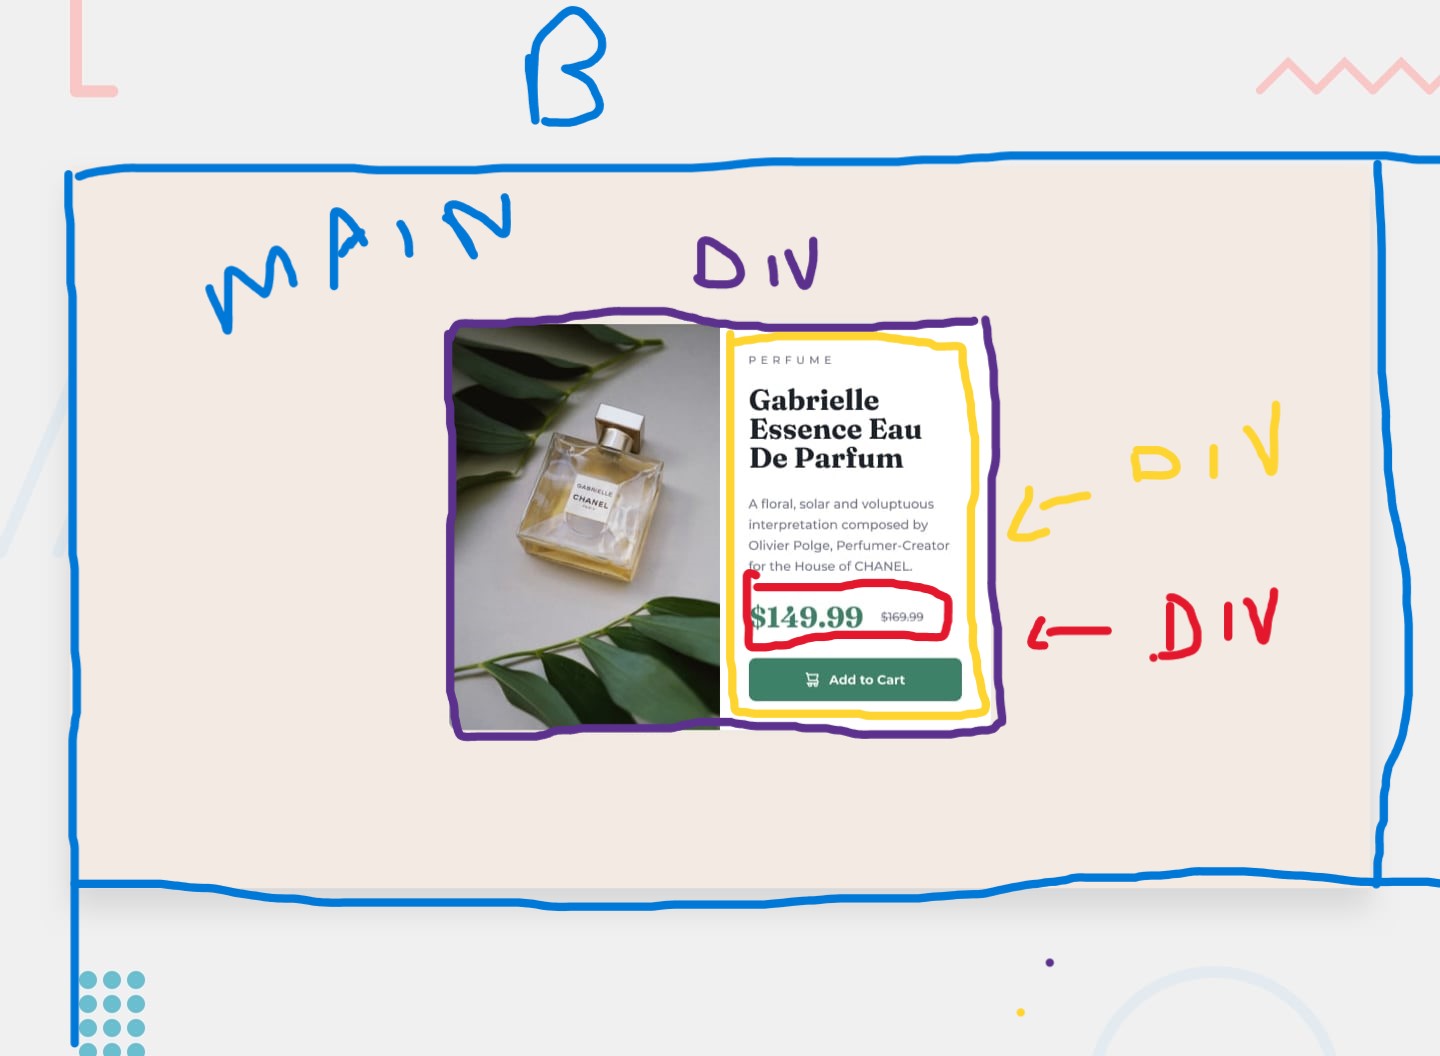 B
MAIN
DIV
PERFUME
Gabrielle
Essence Eau
De Parfum
A floral, solar and voluptuous
interpretation composed by
Olivier Polge, Perfumer-Creator
for the House of CHANEL.
$149.99 $169.99
Add to Cart
GABRIELLE
CHANEL
PARIS
DIV
DIV